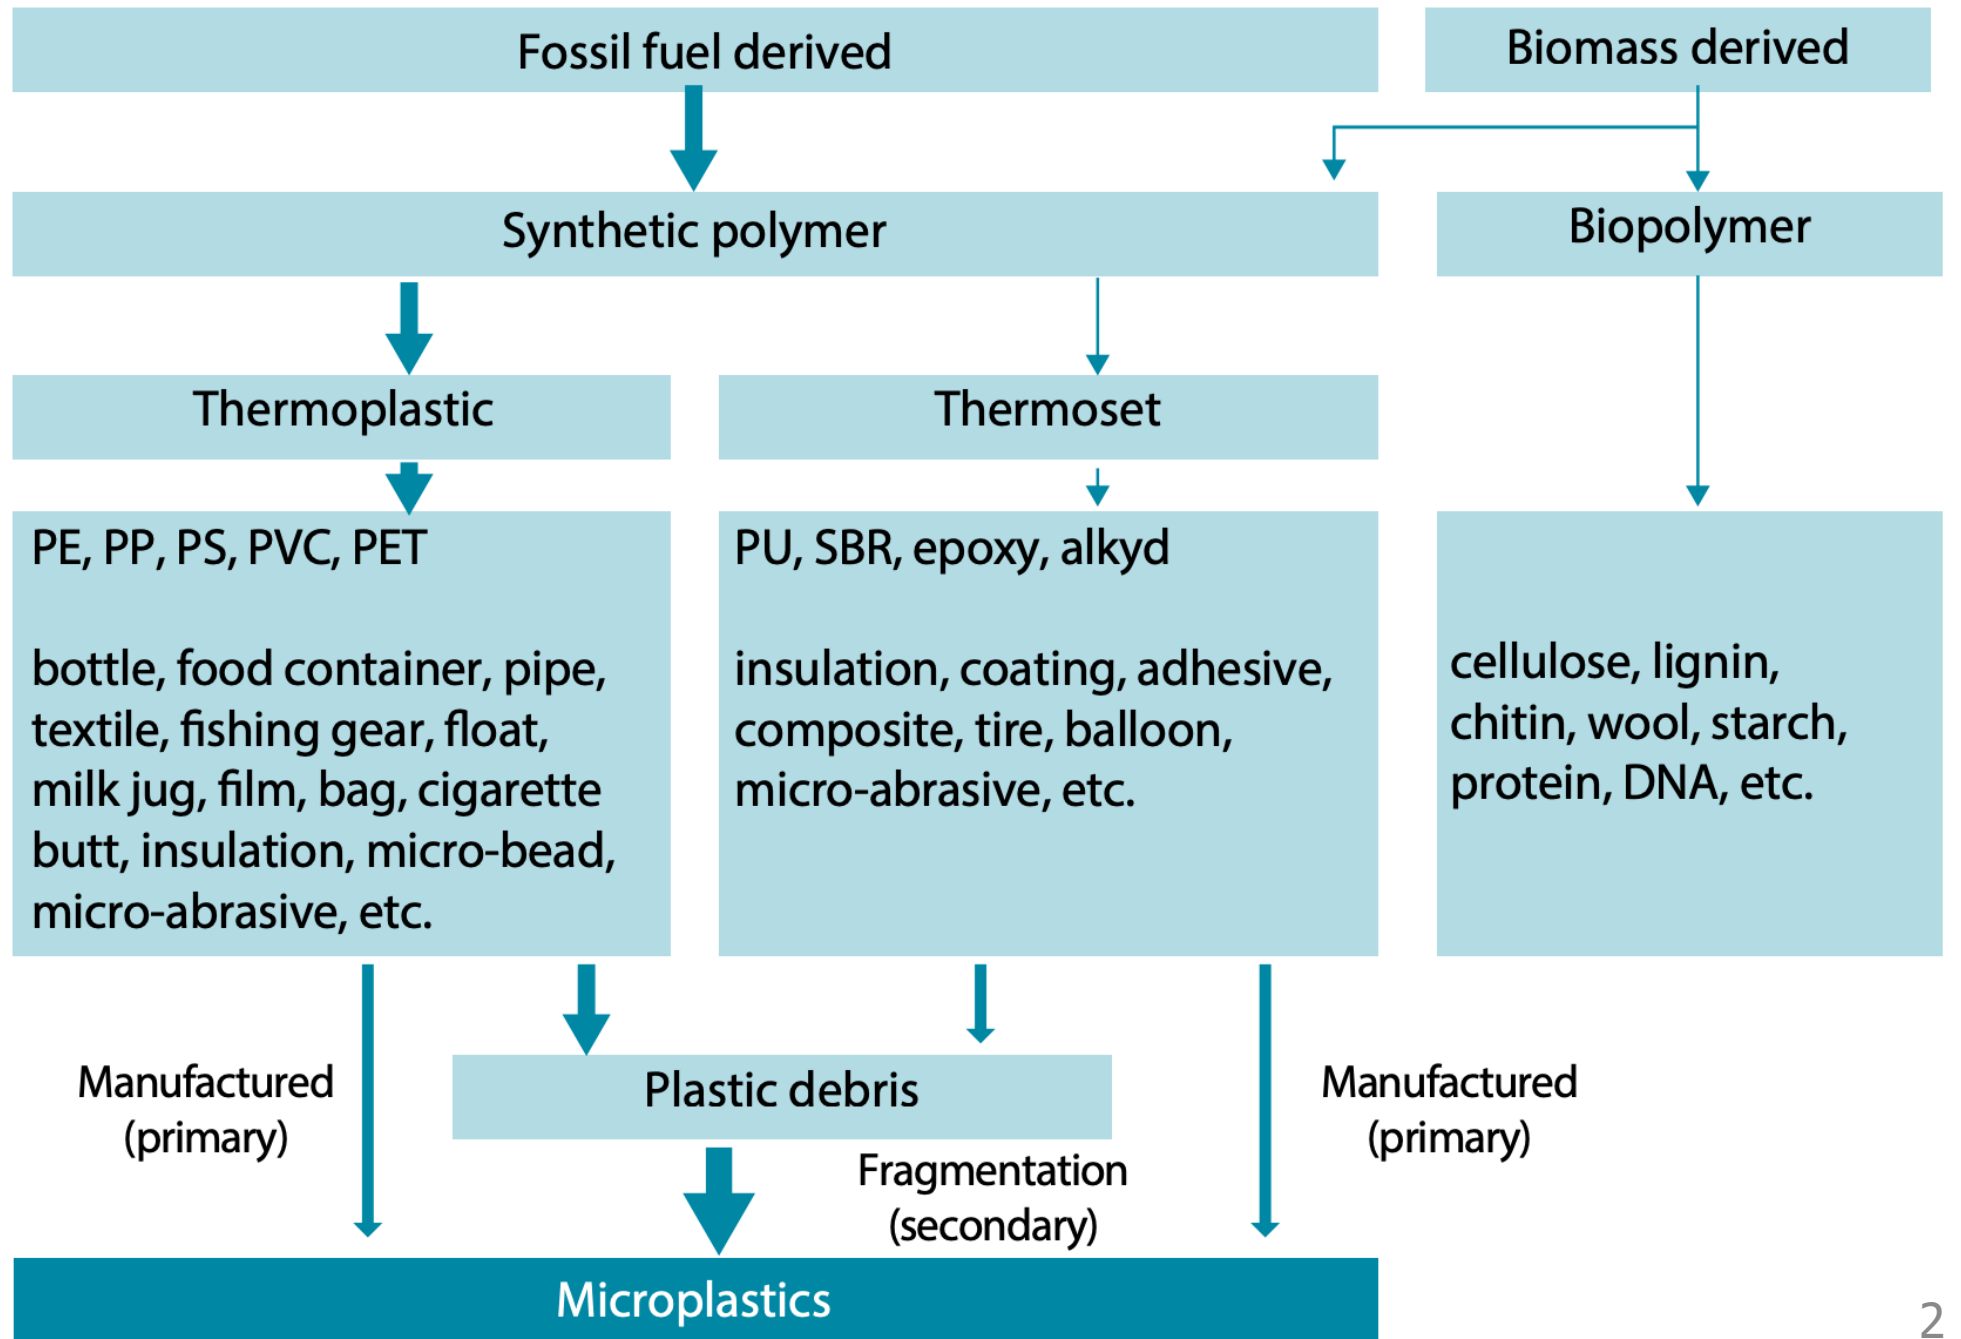 Fossil fuel derived
Biomass derived
Synthetic polymer
Biopolymer
Thermoplastic
Thermoset
PE, PP, PS, PVC, PET
bottle, food container, pipe,
textile, fishing gear, float,
milk jug, film, bag, cigarette
butt, insulation, micro-bead,
micro-abrasive, etc.
PU, SBR, epoxy, alkyd
insulation, coating, adhesive,
composite, tire, balloon,
micro-abrasive, etc.
cellulose, lignin,
chitin, wool, starch,
protein, DNA, etc.
Manufactured
(primary)
Plastic debris
Manufactured
(primary)
Fragmentation
(secondary)
Microplastics
2